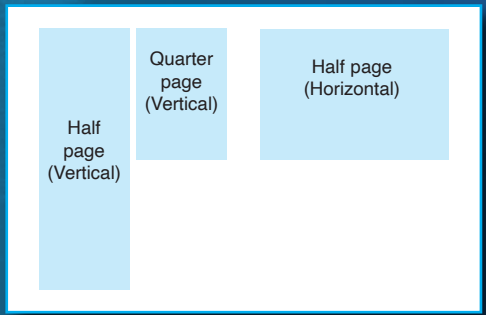 Half
page
(Vertical)
Quarter
page
(Vertical)
Half page
(Horizontal)